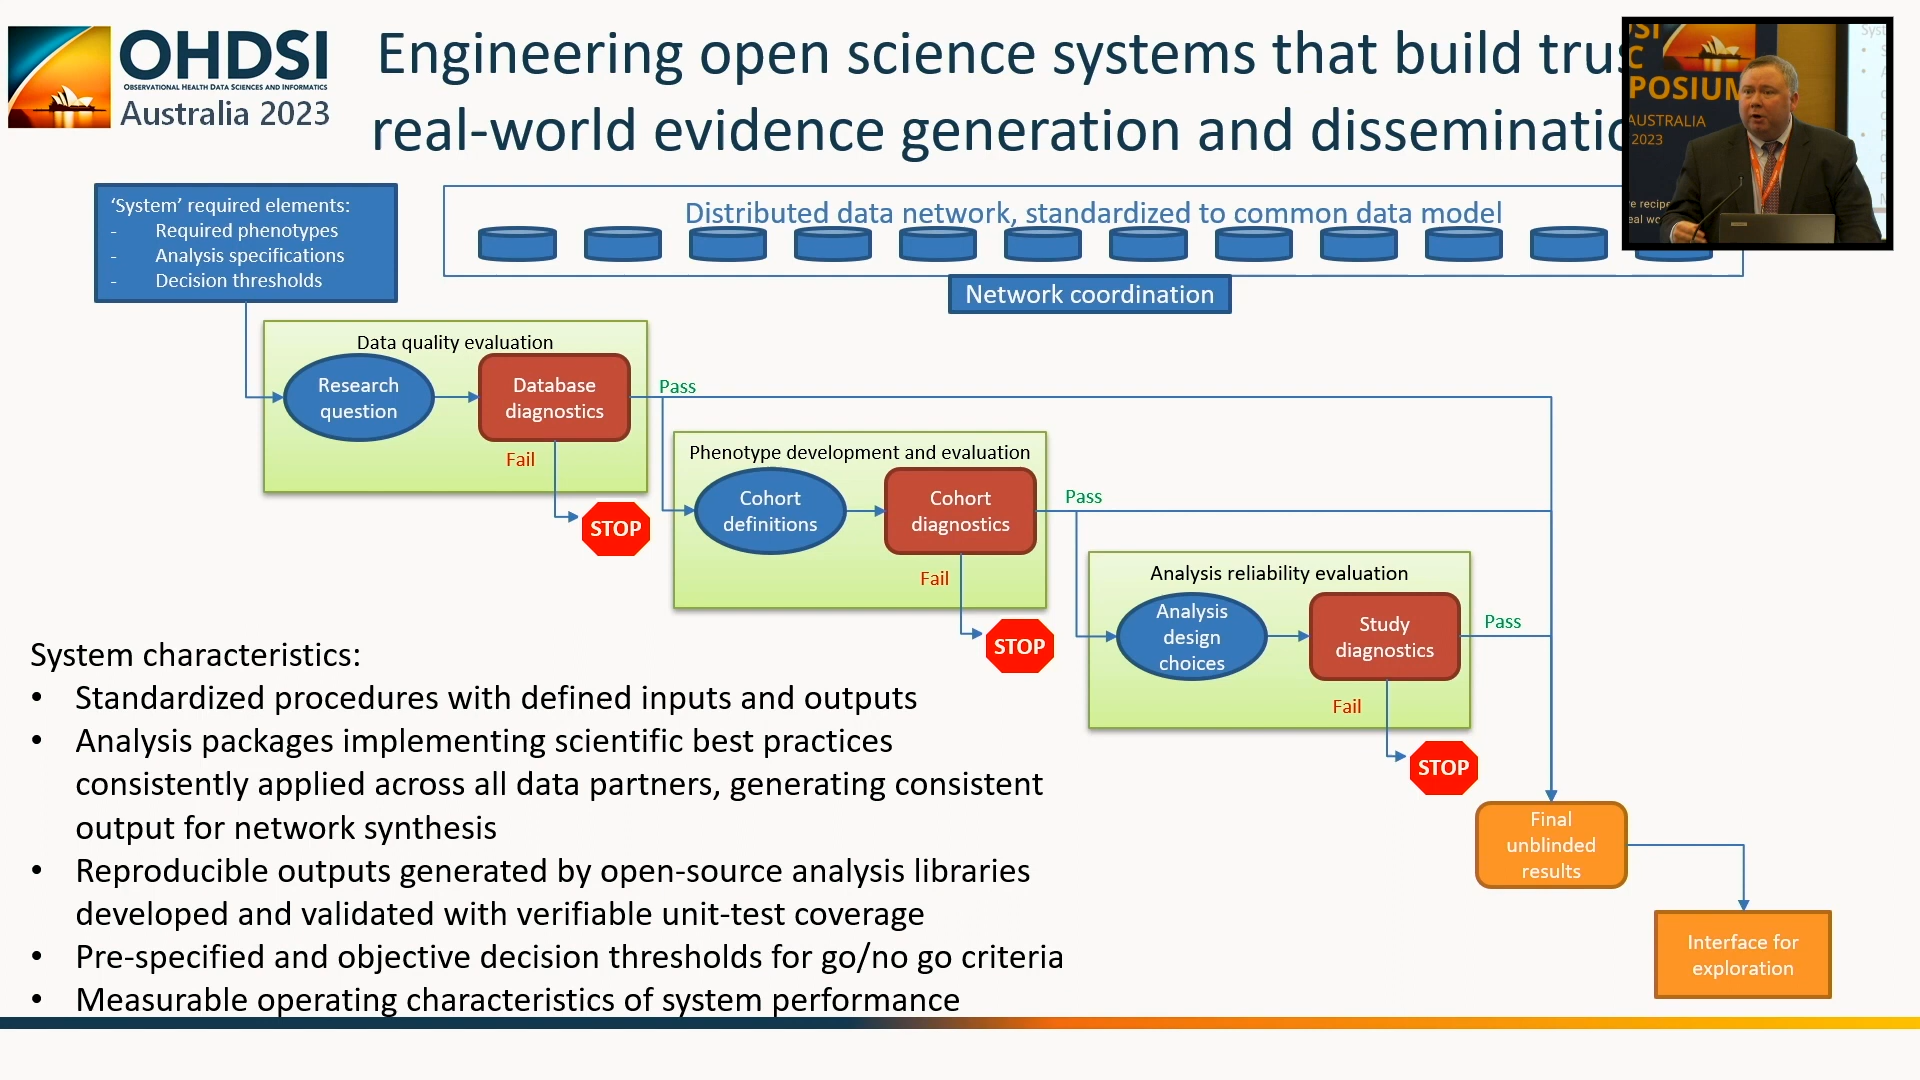 OHDSI
OBSERVATIONAL HEALTH DATA SCIENCES AND INFORMATICS
Australia 2023
Engineering open science systems that build
real-world evidence generation and
POSIUM
AUSTRALIA
2023
'System' required elements:
- Required phenotypes
- Analysis specifications
- Decision thresholds
Distributed data network, standardized to common data model
Network coordination
Data quality evaluation
Research
question
Database
diagnostics
Pass
Fail
STOP
Phenotype development and evaluation
Cohort
definitions
Cohort
diagnostics
Pass
Fail
STOP
Analysis reliability evaluation
Analysis
design
choices
Study
diagnostics
Pass
Fail
STOP
Final
unblinded
results
Interface for
exploration
System characteristics:
• Standardized procedures with defined inputs and outputs
• Analysis packages implementing scientific best practices
consistently applied across all data partners, generating consistent
output for network synthesis
• Reproducible outputs generated by open-source analysis libraries
developed and validated with verifiable unit-test coverage
• Pre-specified and objective decision thresholds for go/no go criteria
• Measurable operating characteristics of system performance